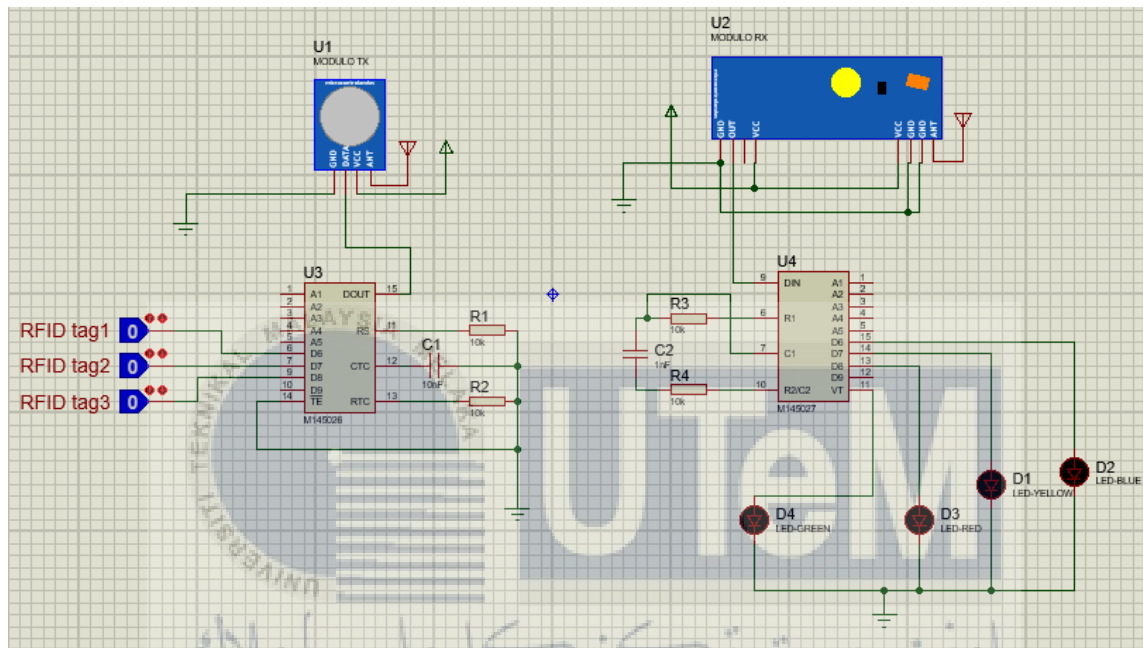 U1
MODULO TX
GND DATA VCC ANT
U2
MODULO RX
GND OUT VCC VCC GND GND ANT
U3
1 A1 DOUT 15
2 A2
3 A3
4 A4 RS 11
5 A5
6 D6
7 D7 CTC 12
9 D8
10 D9
14 TE RTC 13
M145026
RFID tag1 0
RFID tag2 0
RFID tag3 0
R1
10k
C1
10nF
R2
10k
U4
9 DIN A1 1
A2 2
A3 3
6 R1 A4 4
A5 5
D6 15
7 C1 D7 14
D8 13
D9 12
10 R2/C2 VT 11
M145027
R3
10k
C2
1nF
R4
10k
D4
LED-GREEN
D3
LED-RED
D1
LED-YELLOW
D2
LED-BLUE
UNIVERSITI TEKNIKAL MALAYSIA MELAKA
UTeM